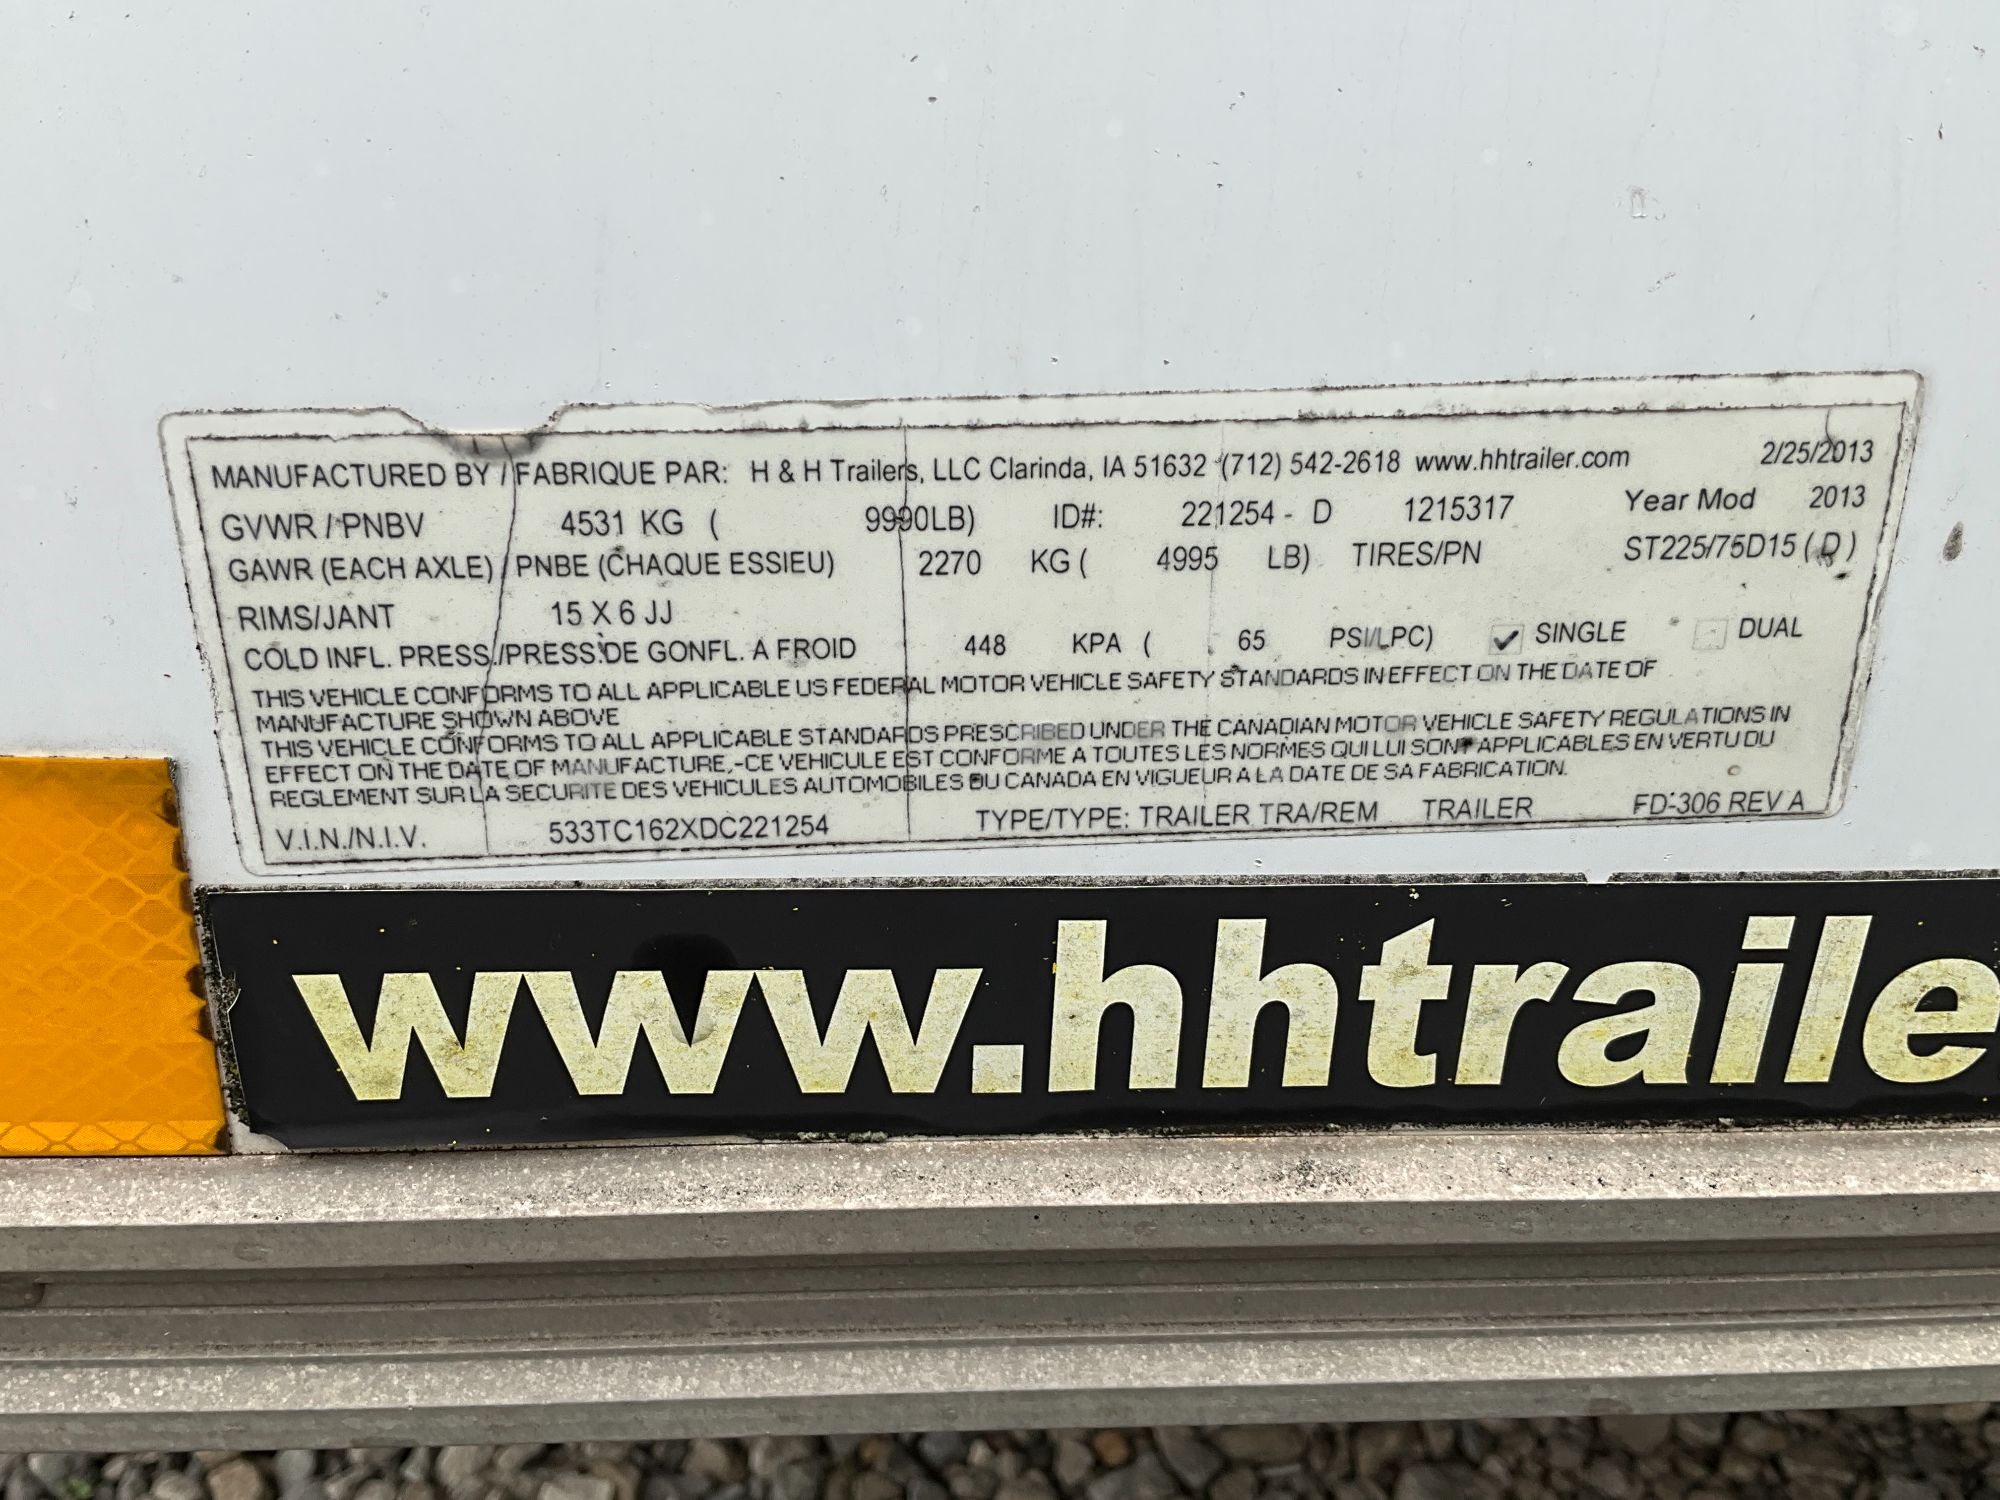 MANUFACTURED BY / FABRIQUE PAR: H & H Trailers, LLC Clarinda, IA 51632 (712) 542-2618 www.hhtrailer.com 2/25/2013
GVWR / PNBV 4531 KG ( 9990LB) ID#: 221254 - D 1215317 Year Mod 2013
GAWR (EACH AXLE) / PNBE (CHAQUE ESSIEU) 2270 KG ( 4995 LB) TIRES/PN ST225/75D15 ( D )
RIMS/JANT 15 X 6 JJ
COLD INFL. PRESS./PRESS.DE GONFL. A FROID 448 KPA ( 65 PSI/LPC) ✓ SINGLE DUAL
THIS VEHICLE CONFORMS TO ALL APPLICABLE US FEDERAL MOTOR VEHICLE SAFETY STANDARDS IN EFFECT ON THE DATE OF
MANUFACTURE SHOWN ABOVE
THIS VEHICLE CONFORMS TO ALL APPLICABLE STANDARDS PRESCRIBED UNDER THE CANADIAN MOTOR VEHICLE SAFETY REGULATIONS IN
EFFECT ON THE DATE OF MANUFACTURE,-CE VEHICULE EST CONFORME A TOUTES LES NORMES QUI LUI SONT APPLICABLES EN VERTU DU
REGLEMENT SUR LA SECURITE DES VEHICULES AUTOMOBILES DU CANADA EN VIGUEUR A LA DATE DE SA FABRICATION.
V.I.N./N.I.V. 533TC162XDC221254 TYPE/TYPE: TRAILER TRA/REM TRAILER FD-306 REV A
www.hhtraile